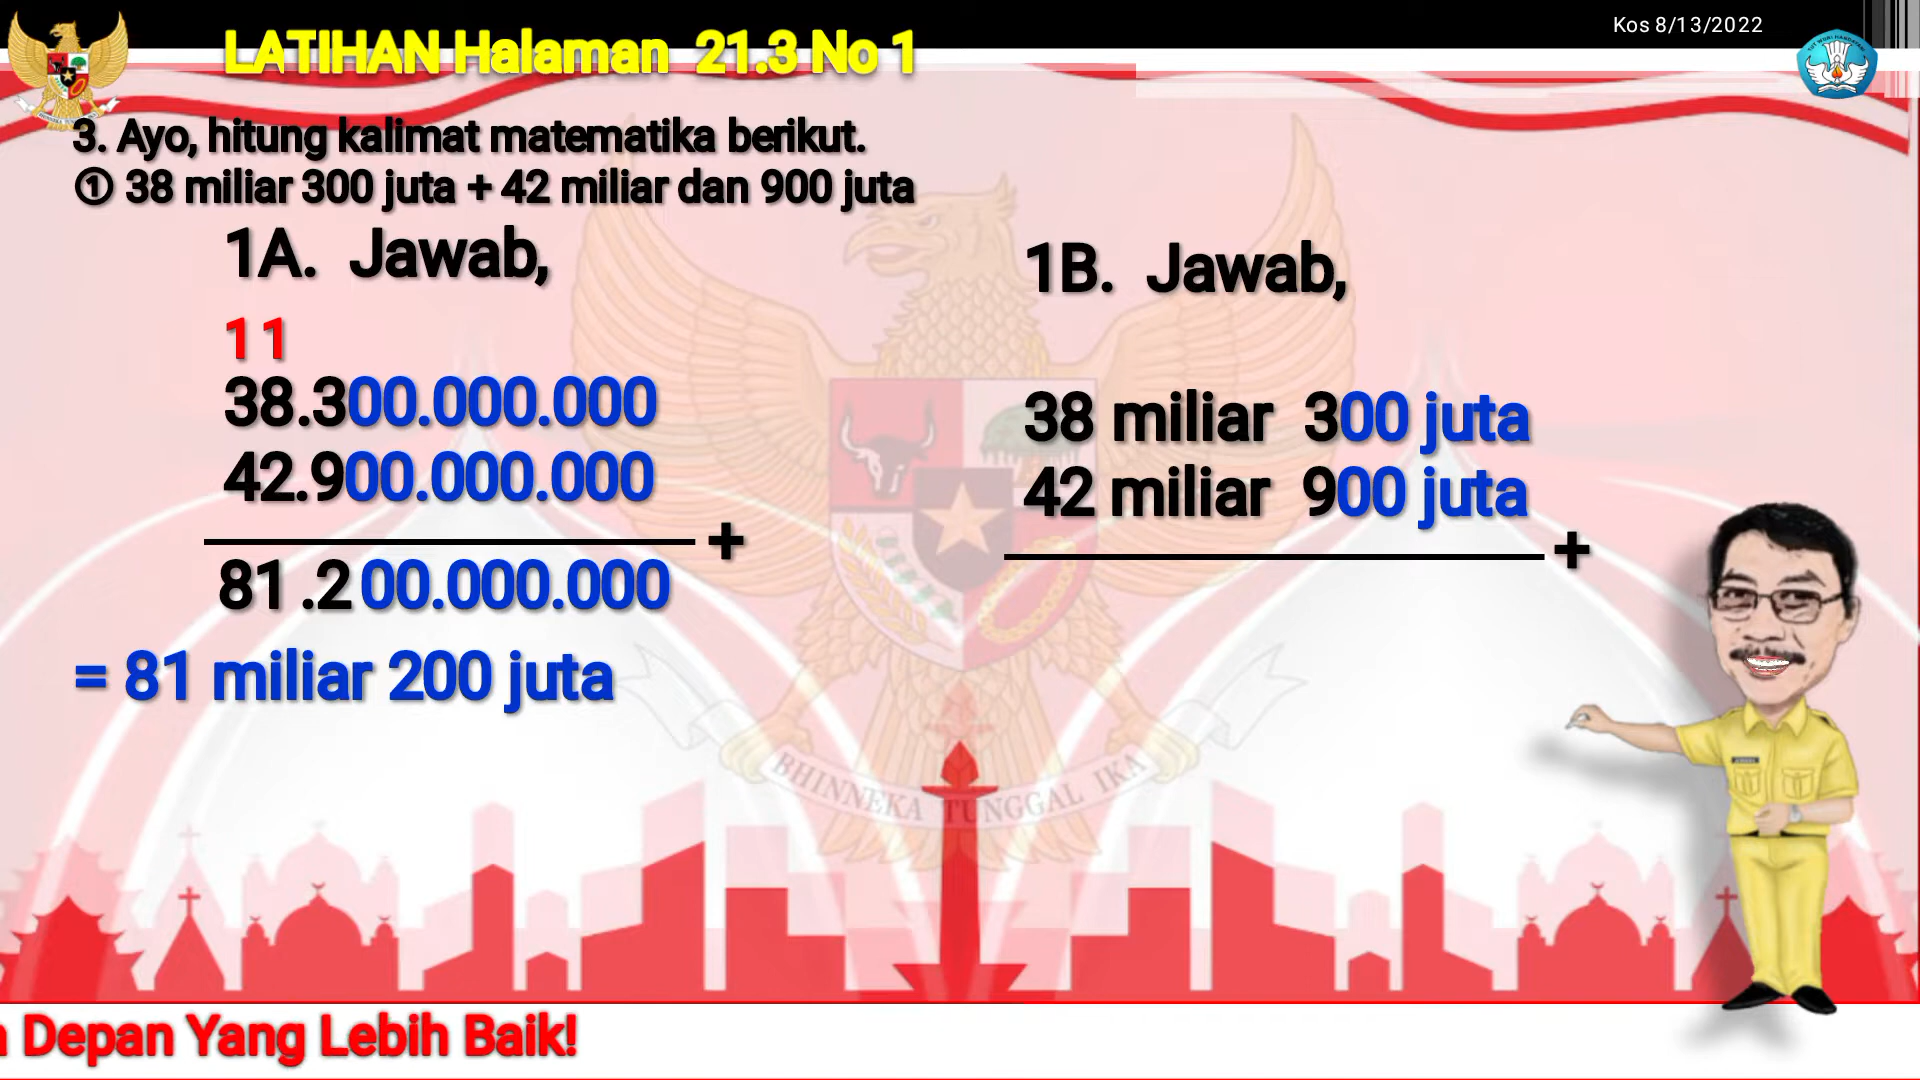 Kos 8/13/2022
LATIHAN Halaman 21.3 No 1
3. Ayo, hitung kalimat matematika berikut.
① 38 miliar 300 juta + 42 miliar dan 900 juta
1A. Jawab,
11
38.300.000.000
42.900.000.000
+
81 .2 00.000.000
= 81 miliar 200 juta
1B. Jawab,
38 miliar 300 juta
42 miliar 900 juta
+
BHINNEKA TUNGGAL IKA
Depan Yang Lebih Baik!